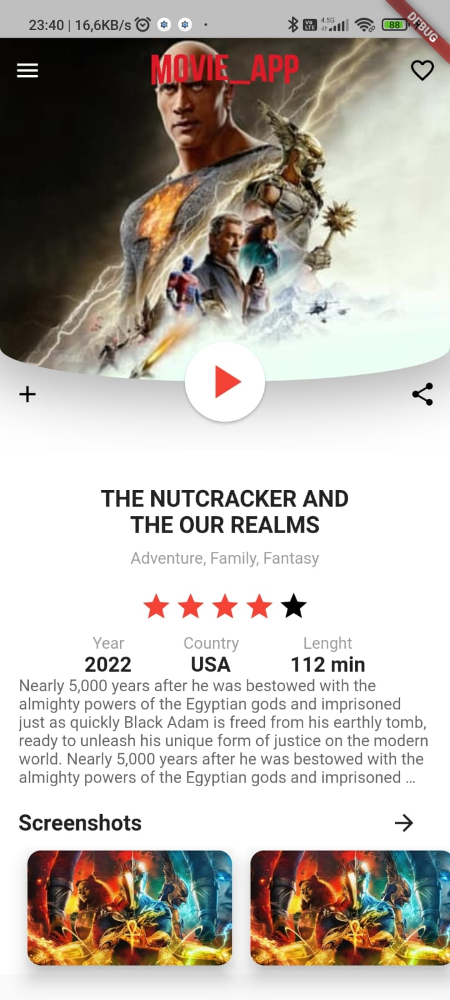 23:40 | 16,6KB/s
Vo LTE
4.5G
88
DEBUG
MOVIE_APP
THE NUTCRACKER AND
THE OUR REALMS
Adventure, Family, Fantasy
Year Country Lenght
2022 USA 112 min
Nearly 5,000 years after he was bestowed with the
almighty powers of the Egyptian gods and imprisoned
just as quickly Black Adam is freed from his earthly tomb,
ready to unleash his unique form of justice on the modern
world. Nearly 5,000 years after he was bestowed with the
almighty powers of the Egyptian gods and imprisoned ...
Screenshots